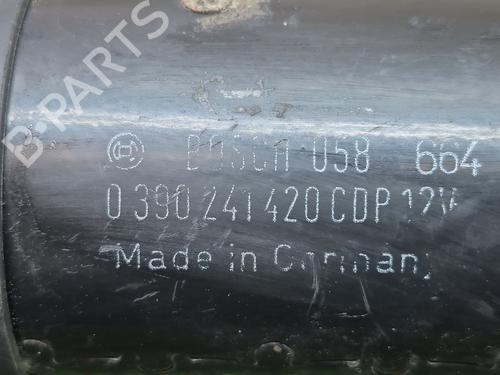 BOSCH 058 664
0 390 241 420 CDP 12V
Made in Germany
B-PARTS